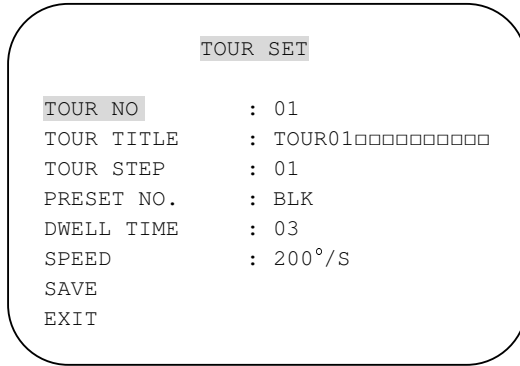 TOUR SET
TOUR NO : 01
TOUR TITLE : TOUR01□□□□□□□□□□
TOUR STEP : 01
PRESET NO. : BLK
DWELL TIME : 03
SPEED : 200°/S
SAVE
EXIT